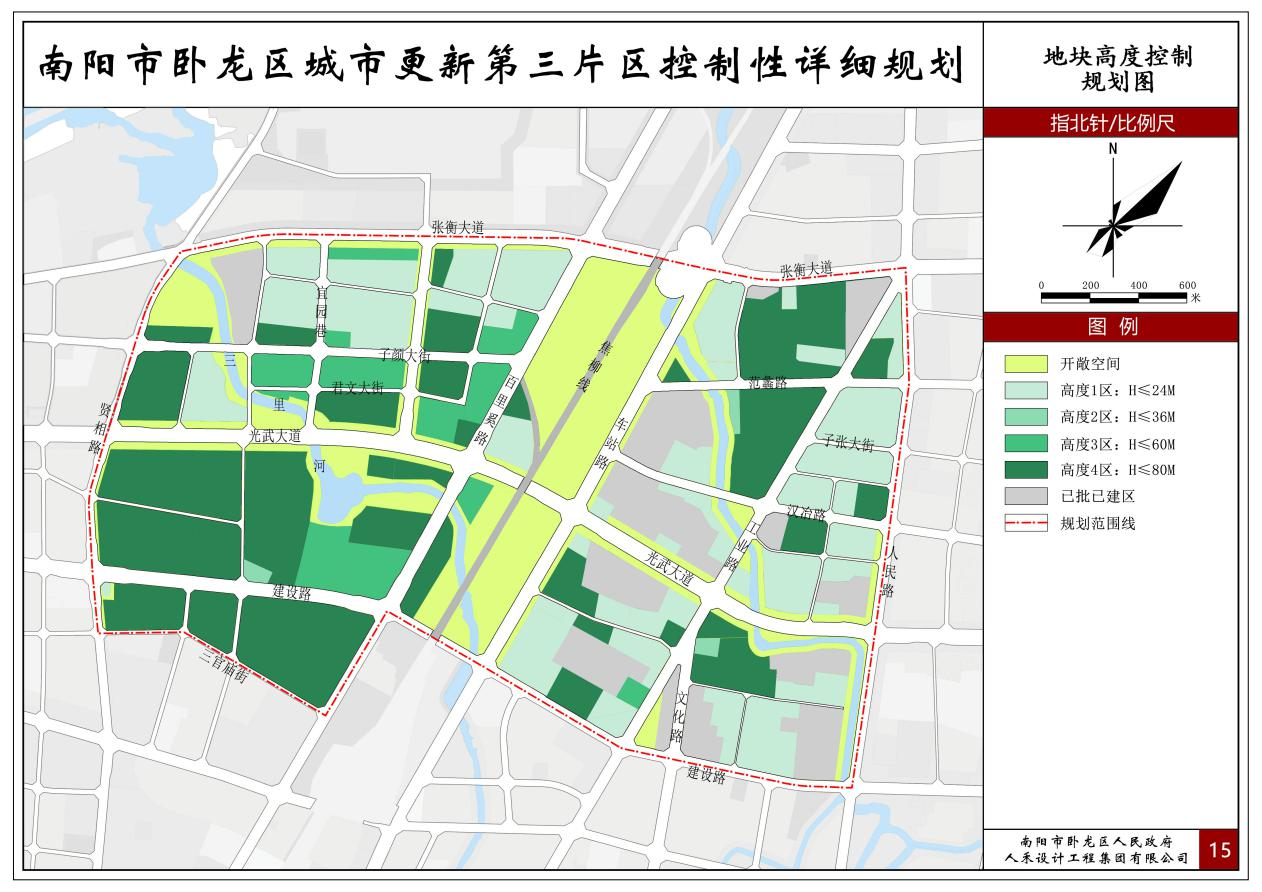 南阳市卧龙区城市更新第三片区控制性详细规划
地块高度控制
规划图
指北针/比例尺
N
0 200 400 600 米
图 例
开敞空间
高度1区：H≤24M
高度2区：H≤36M
高度3区：H≤60M
高度4区：H≤80M
已批已建区
规划范围线
张衡大道
张衡大道
宜园巷
子颜大街
君文大街
三里河
光武大道
贤相路
百里奚路
焦柳线
车站路
范蠡路
子张大街
汉冶路
工业路
人民路
光武大道
建设路
三官庙街
文化路
建设路
南阳市卧龙区人民政府
人禾设计工程集团有限公司
15